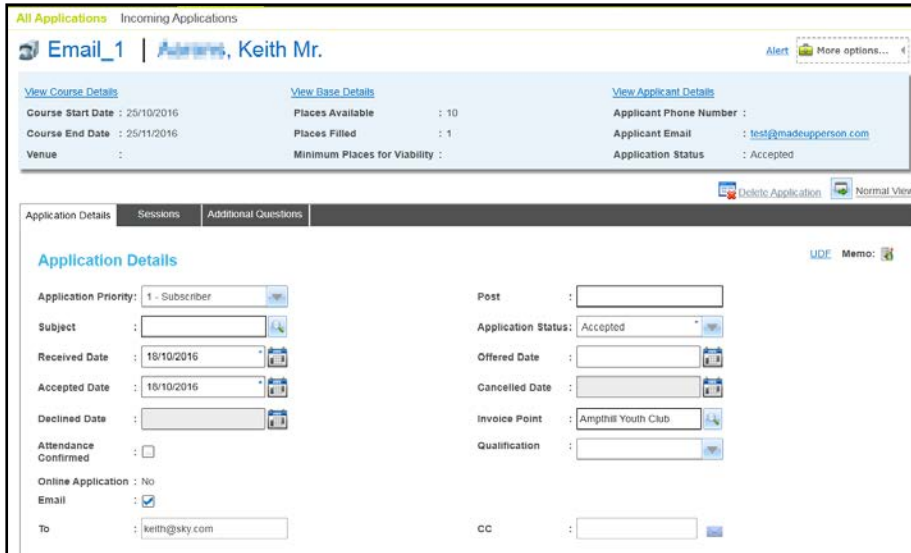 All Applications Incoming Applications
Email_1 | , Keith Mr.
Alert More options...
View Course Details View Base Details View Applicant Details
Course Start Date : 25/10/2016 Places Available : 10 Applicant Phone Number :
Course End Date : 25/11/2016 Places Filled : 1 Applicant Email : test@madeupperson.com
Venue : Minimum Places for Viability : Application Status : Accepted
Delete Application Normal View
Application Details Sessions Additional Questions
Application Details UDF Memo:
Application Priority: 1 - Subscriber Post :
Subject : Application Status: Accepted
Received Date : 18/10/2016 Offered Date :
Accepted Date : 18/10/2016 Cancelled Date :
Declined Date : Invoice Point : Ampthill Youth Club
Attendance Confirmed : Qualification :
Online Application : No
Email :
To : keith@sky.com CC :